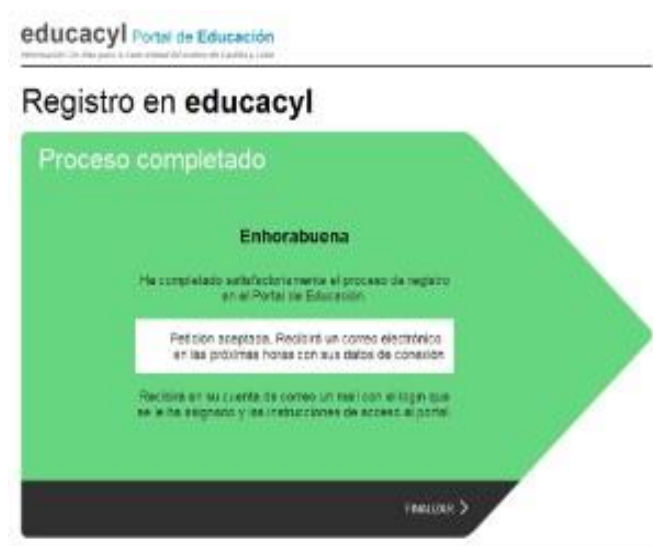 educacyl Portal de Educación
Registro en educacyl
Proceso completado
Enhorabuena
Ha completado satisfactoriamente el proceso de registro
en el Portal de Educación.
Petición aceptada. Recibirá un correo electrónico
en las próximas horas con sus datos de conexión
Recibirá en su cuenta de correo un mail con el login que
se le ha asignado y las instrucciones de acceso al portal.
FINALIZAR